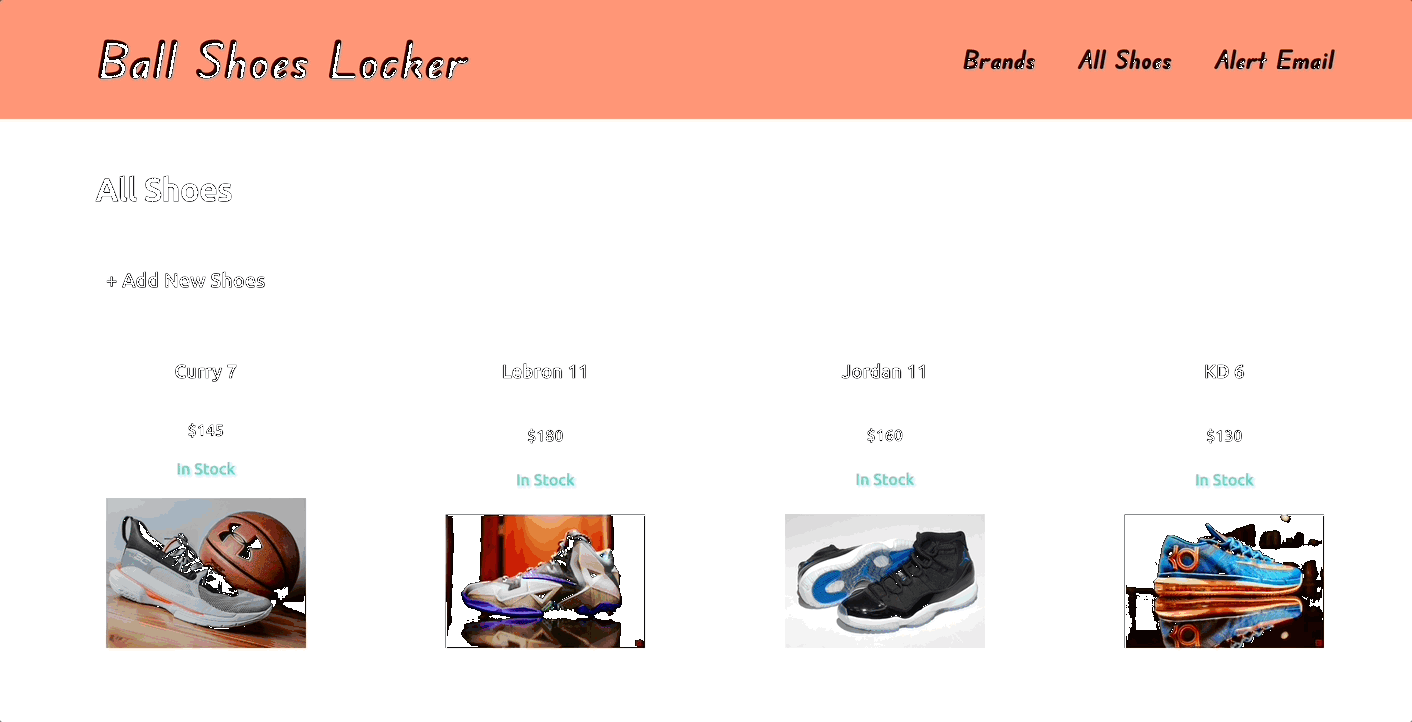 Ball Shoes Locker
Brands All Shoes Alert Email
All Shoes
+ Add New Shoes
Curry 7
$145
In Stock
Lebron 11
$180
In Stock
Jordan 11
$160
In Stock
KD 6
$130
In Stock